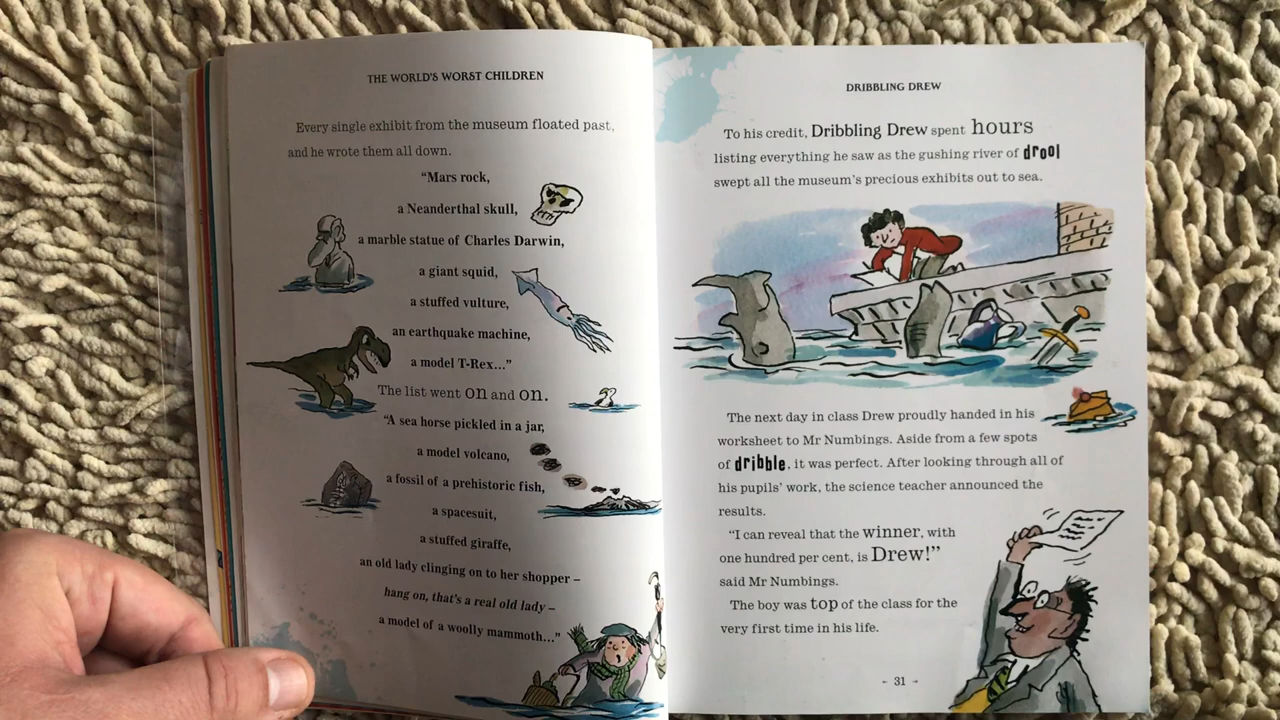 THE WORLD'S WORST CHILDREN
Every single exhibit from the museum floated past,
and he wrote them all down.
"Mars rock,
a Neanderthal skull,
a marble statue of Charles Darwin,
a giant squid,
a stuffed vulture,
an earthquake machine,
a model T-Rex..."
The list went on and on.
"A sea horse pickled in a jar,
a model volcano,
a fossil of a prehistoric fish,
a spacesuit,
a stuffed giraffe,
an old lady clinging on to her shopper –
hang on, that's a real old lady –
a model of a woolly mammoth..."
DRIBBLING DREW
To his credit, Dribbling Drew spent hours
listing everything he saw as the gushing river of drool
swept all the museum's precious exhibits out to sea.
The next day in class Drew proudly handed in his
worksheet to Mr Numbings. Aside from a few spots
of dribble, it was perfect. After looking through all of
his pupils' work, the science teacher announced the
results.
"I can reveal that the winner, with
one hundred per cent, is Drew!"
said Mr Numbings.
The boy was top of the class for the
very first time in his life.
- 31 -